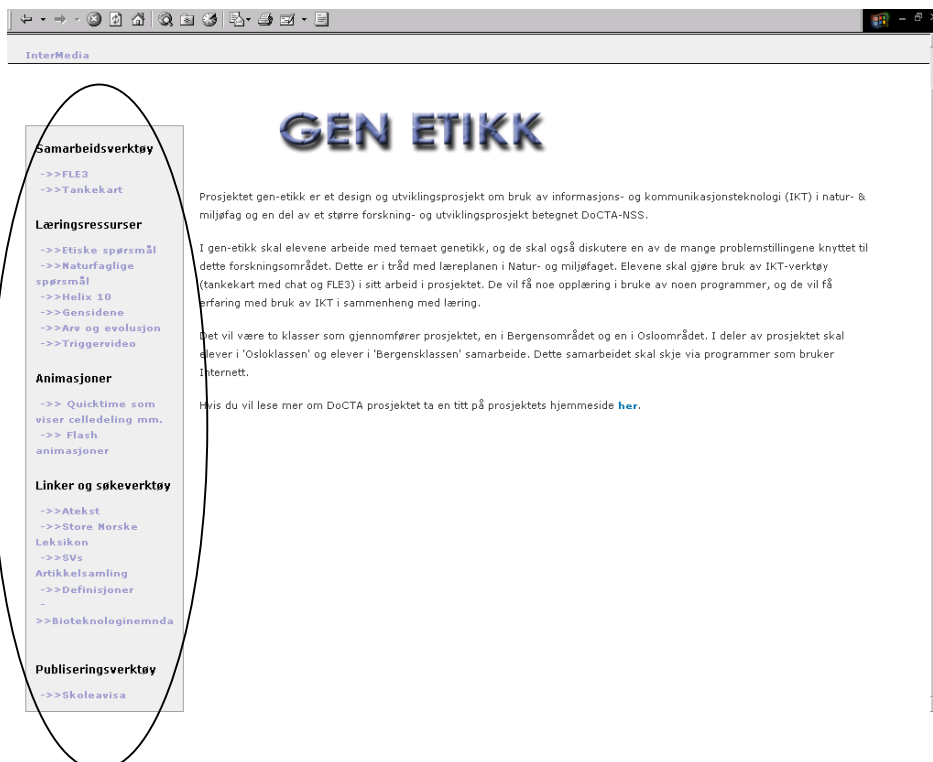 InterMedia
GEN ETIKK
Samarbeidsverktøy
->>FLE3
->>Tankekart
Læringsressurser
->>Etiske spørsmål
->>Naturfaglige
spørsmål
->>Helix 10
->>Gensidene
->>Arv og evolusjon
->>Triggervideo
Animasjoner
->> Quicktime som
viser celledeling mm.
->> Flash
animasjoner
Linker og søkeverktøy
->>Atekst
->>Store Norske
Leksikon
->>SVs
Artikkelsamling
->>Definisjoner
-
>>Bioteknologinemnda
Publiseringsverktøy
->>Skoleavisa
Prosjektet gen-etikk er et design og utviklingsprosjekt om bruk av informasjons- og kommunikasjonsteknologi (IKT) i natur- &
miljøfag og en del av et større forskning- og utviklingsprosjekt betegnet DoCTA-NSS.
I gen-etikk skal elevene arbeide med temaet genetikk, og de skal også diskutere en av de mange problemstillingene knyttet til
dette forskningsområdet. Dette er i tråd med læreplanen i Natur- og miljøfaget. Elevene skal gjøre bruk av IKT-verktøy
(tankekart med chat og FLE3) i sitt arbeid i prosjektet. De vil få noe opplæring i bruke av noen programmer, og de vil få
erfaring med bruk av IKT i sammenheng med læring.
Det vil være to klasser som gjennomfører prosjektet, en i Bergensområdet og en i Osloområdet. I deler av prosjektet skal
elever i 'Osloklassen' og elever i 'Bergensklassen' samarbeide. Dette samarbeidet skal skje via programmer som bruker
Internett.
Hvis du vil lese mer om DoCTA prosjektet ta en titt på prosjektets hjemmeside her.